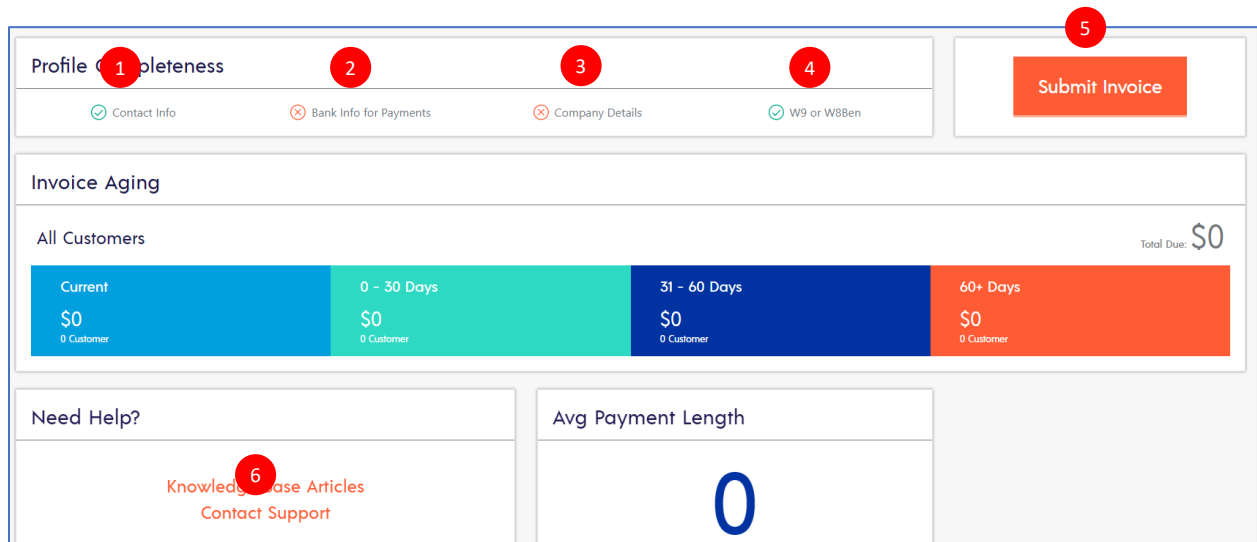 5
Profile C pleteness
1
2
3
4
Submit Invoice
Contact Info
Bank Info for Payments
Company Details
W9 or W8Ben
Invoice Aging
All Customers
Total Due: $0
Current
0 - 30 Days
31 - 60 Days
60+ Days
$0
$0
$0
$0
0 Customer
0 Customer
0 Customer
0 Customer
Need Help?
Avg Payment Length
6
Knowledg ase Articles
Contact Support
0